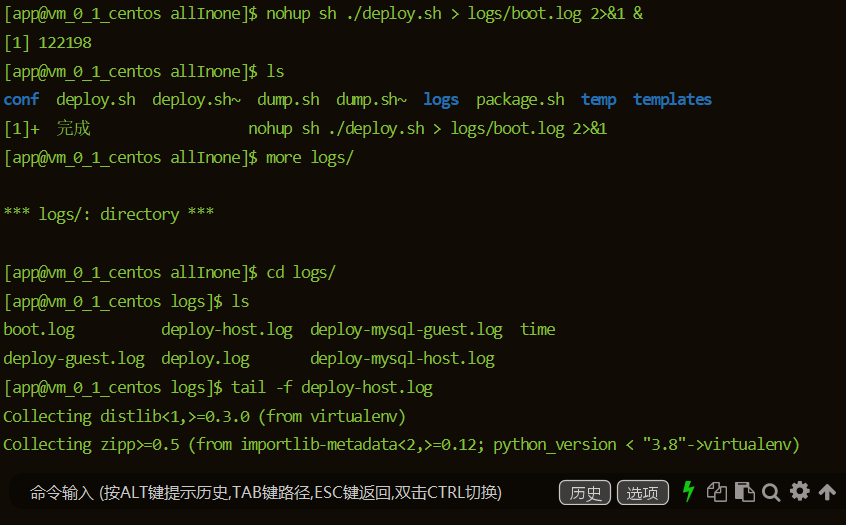 [app@vm_0_1_centos allInone]$ nohup sh ./deploy.sh > logs/boot.log 2>&1 &
[1] 122198
[app@vm_0_1_centos allInone]$ ls
conf deploy.sh deploy.sh~ dump.sh dump.sh~ logs package.sh temp templates
[1]+ 完成 nohup sh ./deploy.sh > logs/boot.log 2>&1
[app@vm_0_1_centos allInone]$ more logs/
*** logs/: directory ***
[app@vm_0_1_centos allInone]$ cd logs/
[app@vm_0_1_centos logs]$ ls
boot.log deploy-host.log deploy-mysql-guest.log time
deploy-guest.log deploy.log deploy-mysql-host.log
[app@vm_0_1_centos logs]$ tail -f deploy-host.log
Collecting distlib<1,>=0.3.0 (from virtualenv)
Collecting zipp>=0.5 (from importlib-metadata<2,>=0.12; python_version < "3.8"->virtualenv)
命令输入 (按ALT键提示历史,TAB键路径,ESC键返回,双击CTRL切换) 历史 选项